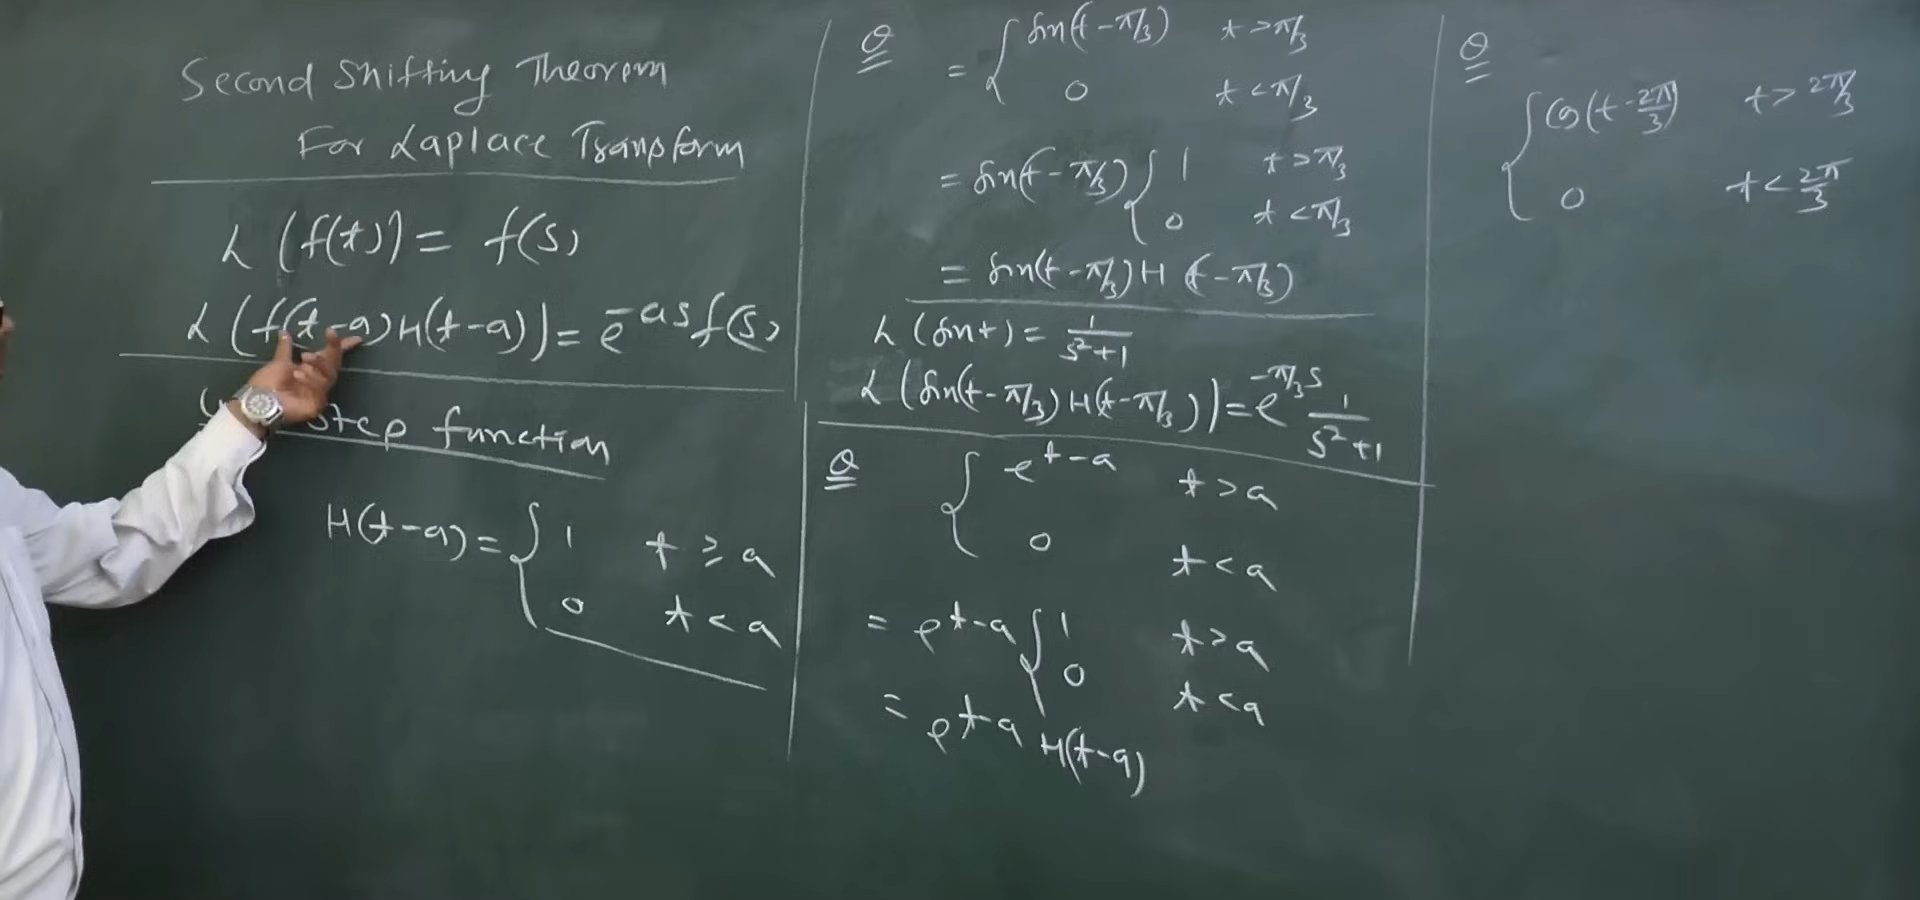 Second Shifting Theorem
For Laplace Transform
L(f(t)) = f(s)
L(f(t-a)H(t-a)) = e^{-as} f(s)
step function
H(t-a) = { 1 t ≥ a
0 t < a
Q
= { sin(t-π/3) t > π/3
0 t < π/3
= sin(t-π/3) { 1 t > π/3
0 t < π/3
= sin(t-π/3) H(t-π/3)
L(sin t) = 1/(s²+1)
L(sin(t-π/3)H(t-π/3)) = e^{-π/3 s} 1/(s²+1)
Q { e^{t-a} t > a
0 t < a
= e^{t-a} { 1 t > a
0 t < a
= e^{t-a} H(t-a)
Q
{ Cos(t-2π/3) t > 2π/3
0 t < 2π/3